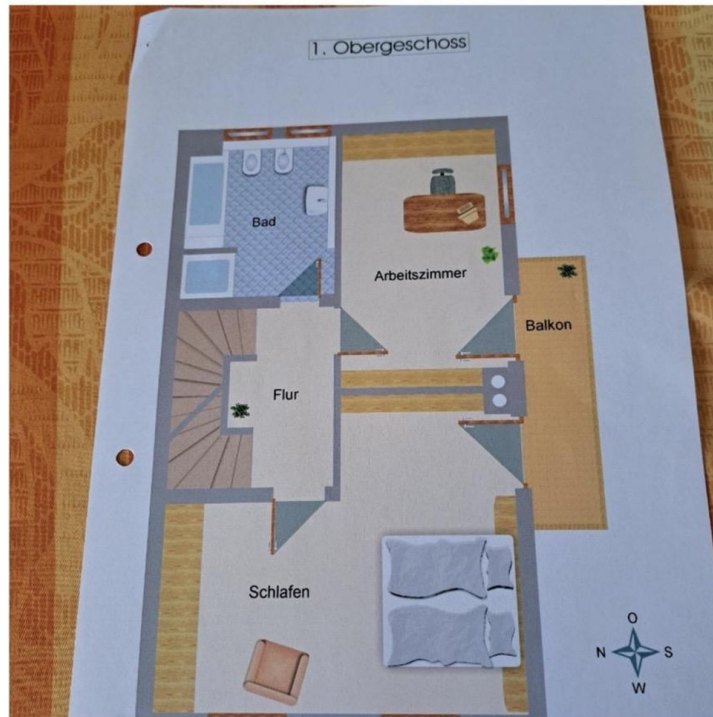 1. Obergeschoss
Bad
Arbeitszimmer
Balkon
Flur
Schlafen
O
N S
W